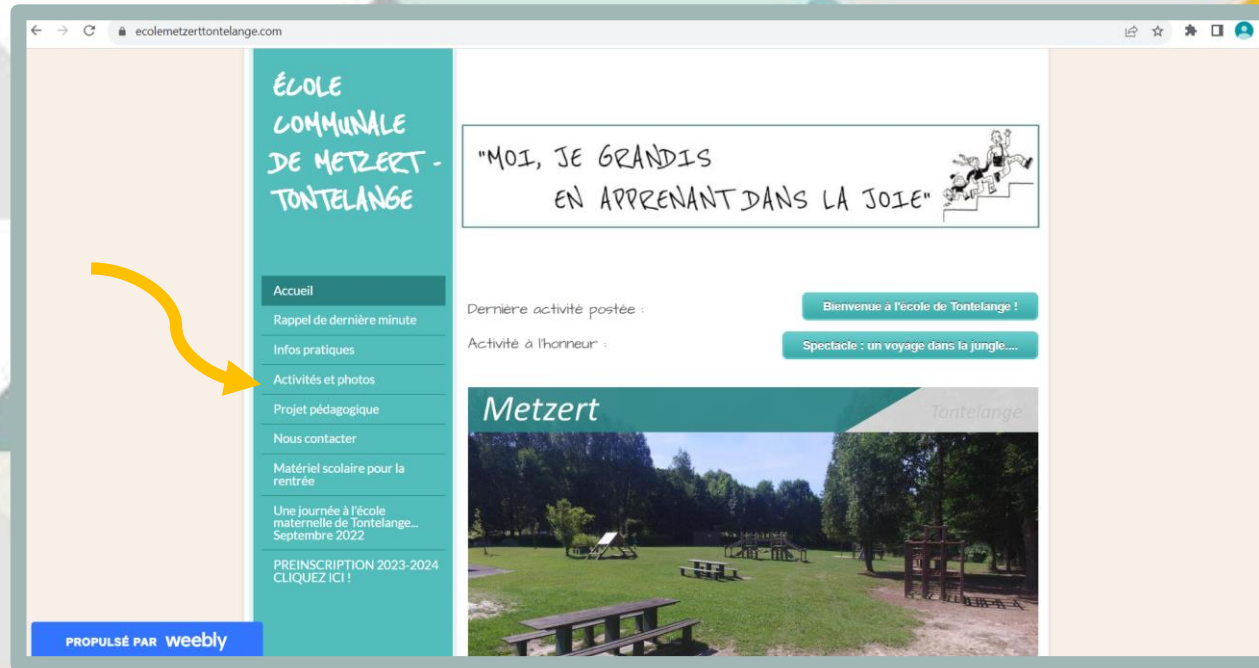 ecolemetzerttontelange.com
ÉCOLE
COMMUNALE
DE METZERT -
TONTELANGE
"MOI, JE GRANDIS
EN APPRENANT DANS LA JOIE"
Accueil
Rappel de dernière minute
Infos pratiques
Activités et photos
Projet pédagogique
Nous contacter
Matériel scolaire pour la
rentrée
Une journée à l'école
maternelle de Tontelange...
Septembre 2022
PREINSCRIPTION 2023-2024
CLIQUEZ ICI !
Dernière activité postée :
Bienvenue à l'école de Tontelange !
Activité à l'honneur :
Spectacle : un voyage dans la jungle....
Metzert
Tontelange
PROPULSÉ PAR weebly